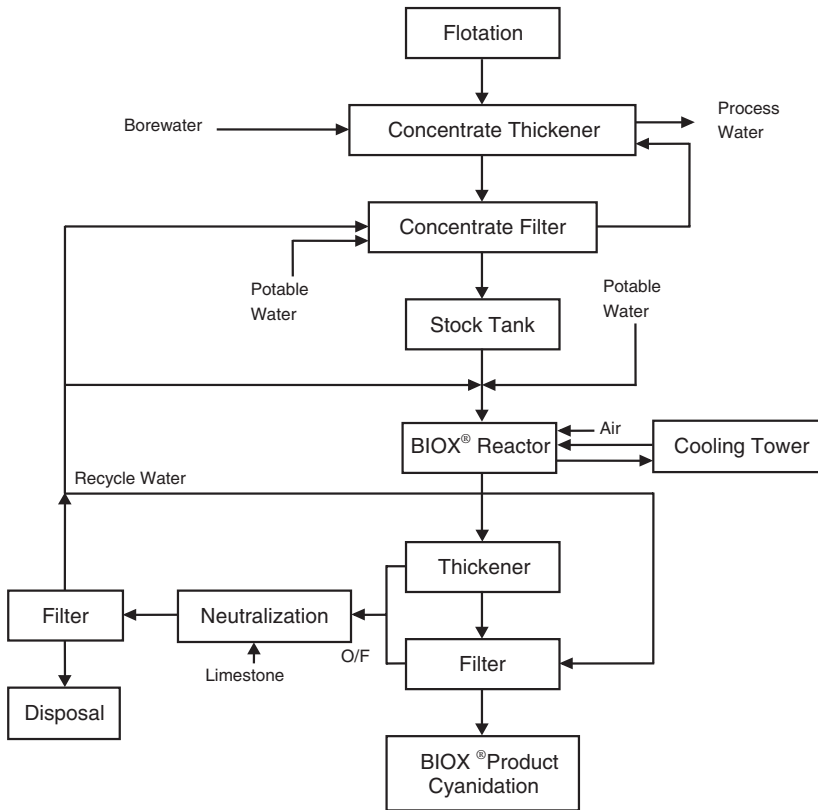 Flotation
Borewater
Concentrate Thickener
Process
Water
Concentrate Filter
Potable
Water
Stock Tank
Potable
Water
BIOX® Reactor
Air
Cooling Tower
Recycle Water
Thickener
Filter
Neutralization
O/F
Filter
Limestone
Disposal
BIOX ®Product
Cyanidation